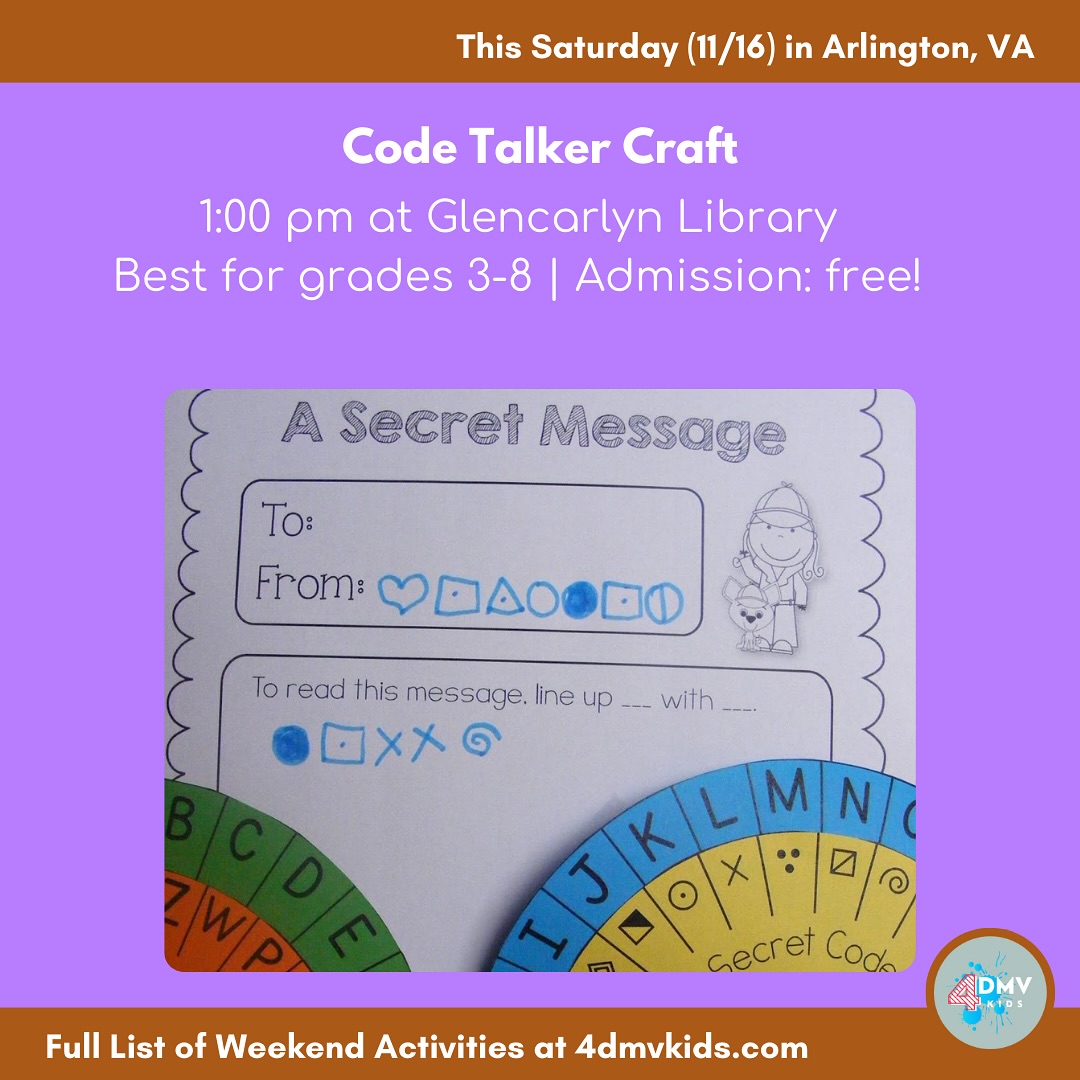 This Saturday (11/16) in Arlington, VA
Code Talker Craft
1:00 pm at Glencarlyn Library
Best for grades 3-8 | Admission: free!
A Secret Message
To:
From:
To read this message, line up ___ with ___.
B C D E
Z W P
I J K L M N
Secret Code
4DMV
KIDS
Full List of Weekend Activities at 4dmvkids.com